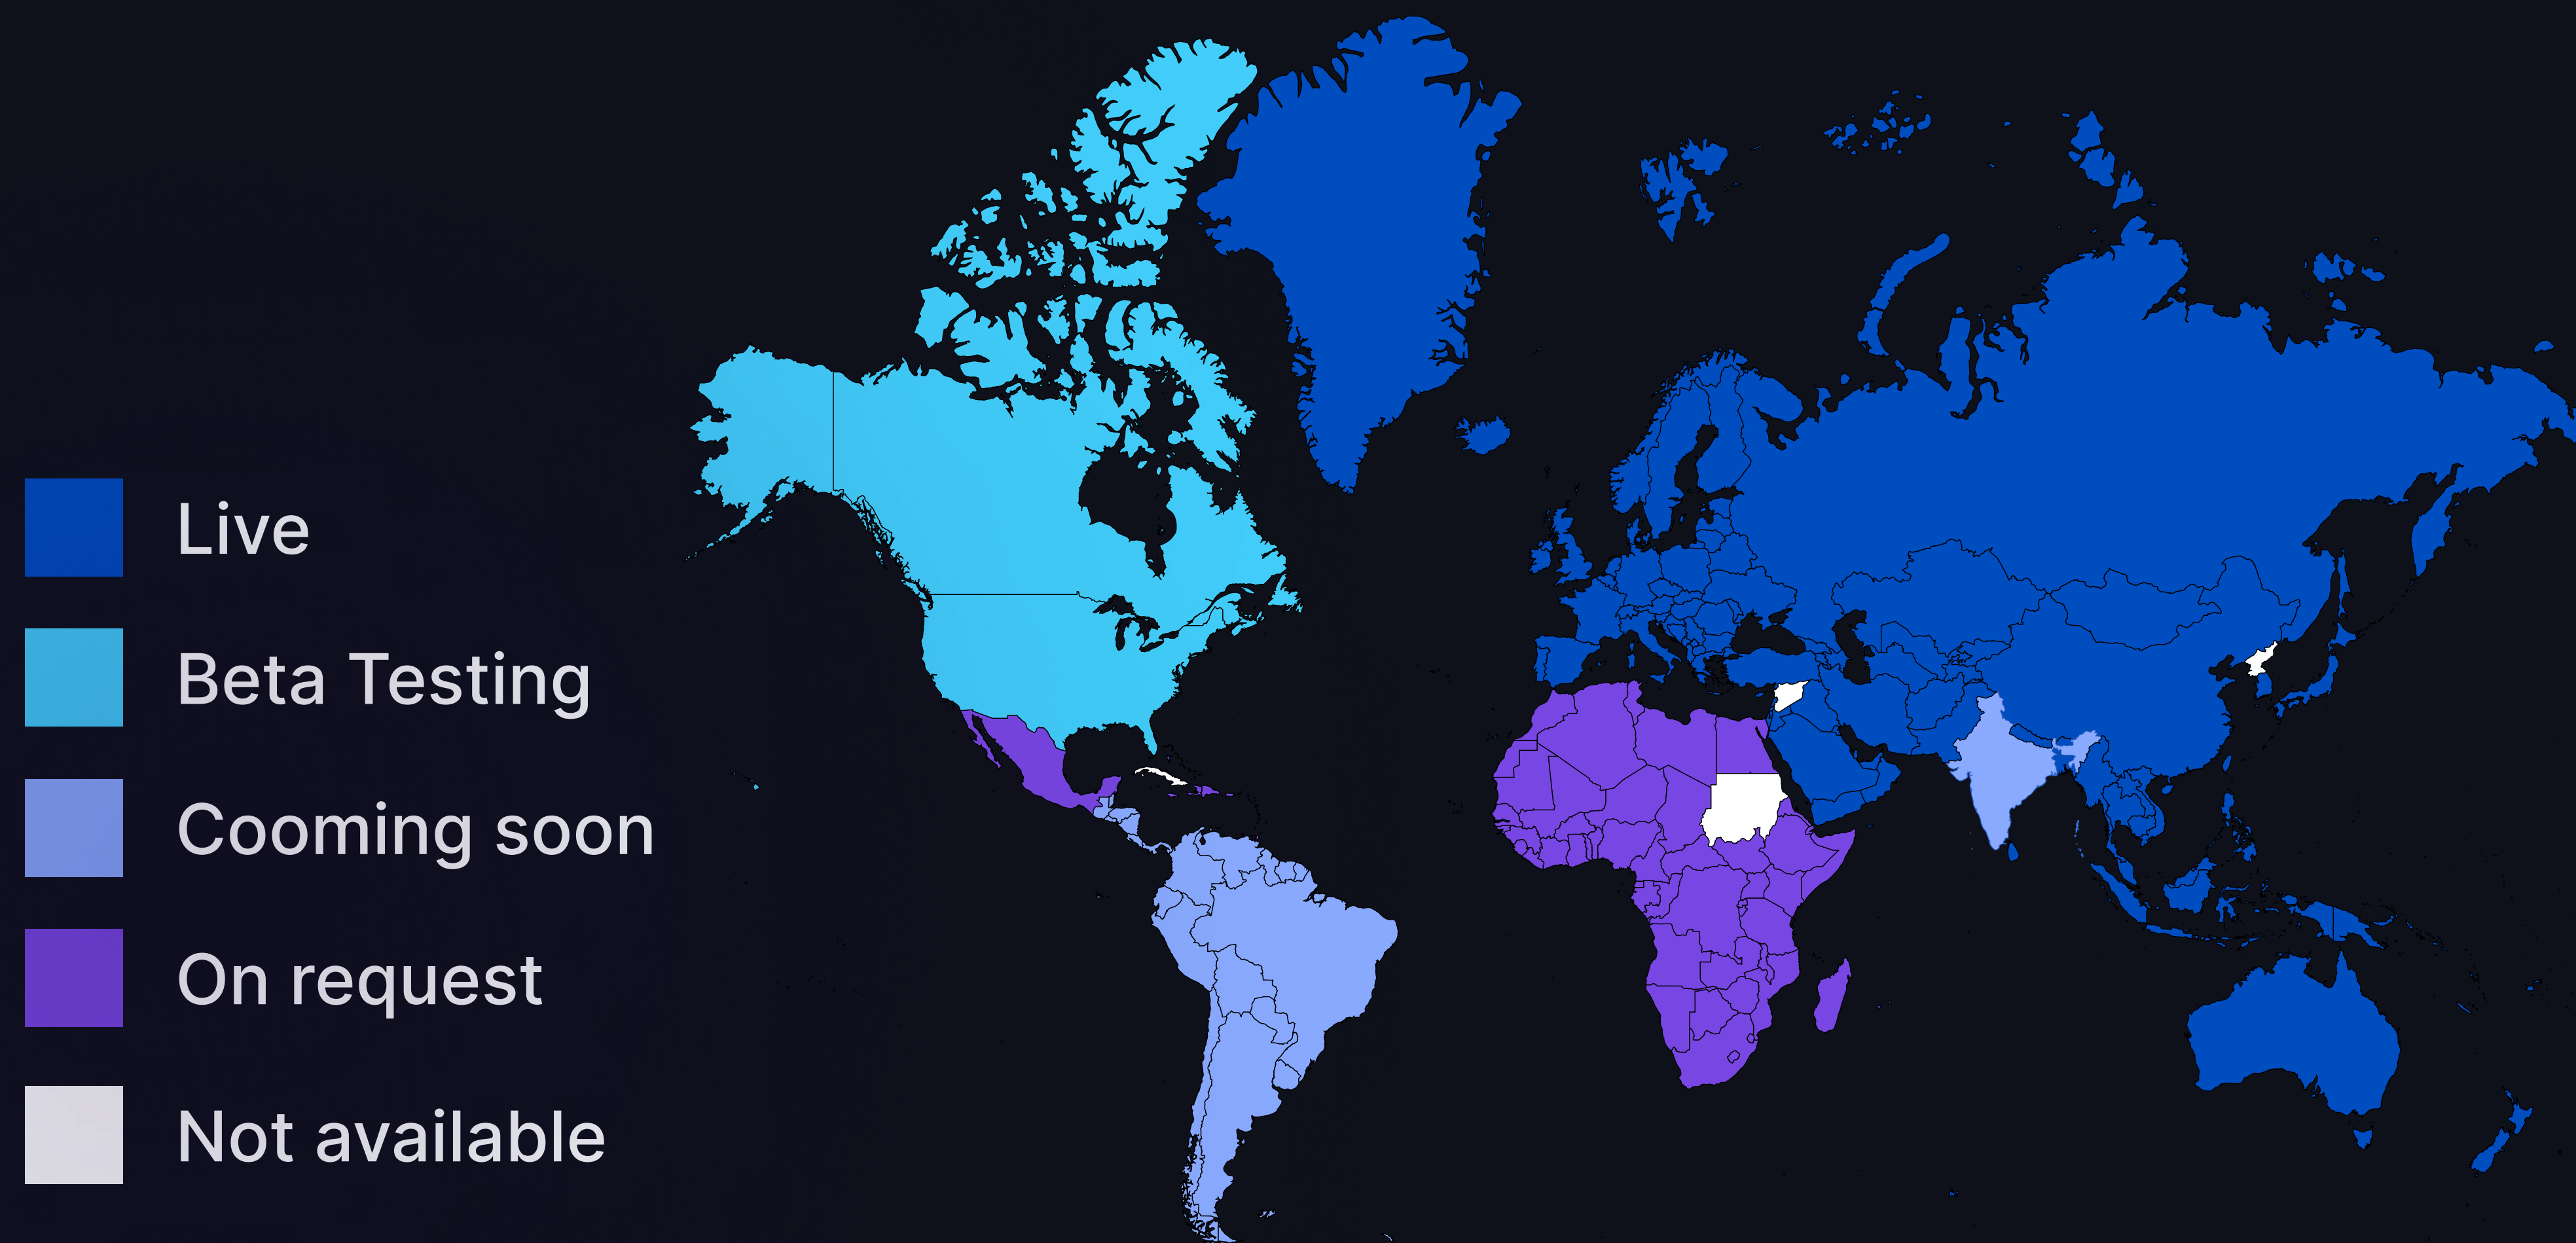 Live
Beta Testing
Cooming soon
On request
Not available